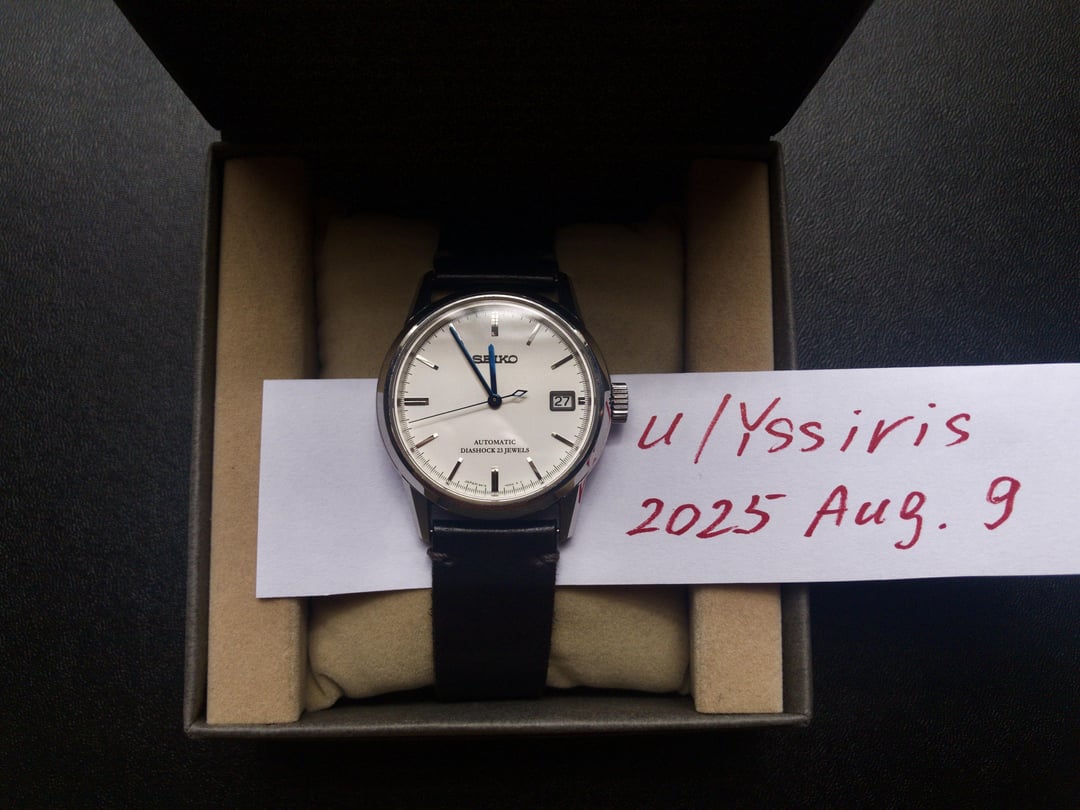 SEIKO
27
AUTOMATIC
DIASHOCK 23 JEWELS
u/Yssiris
2025 Aug. 9